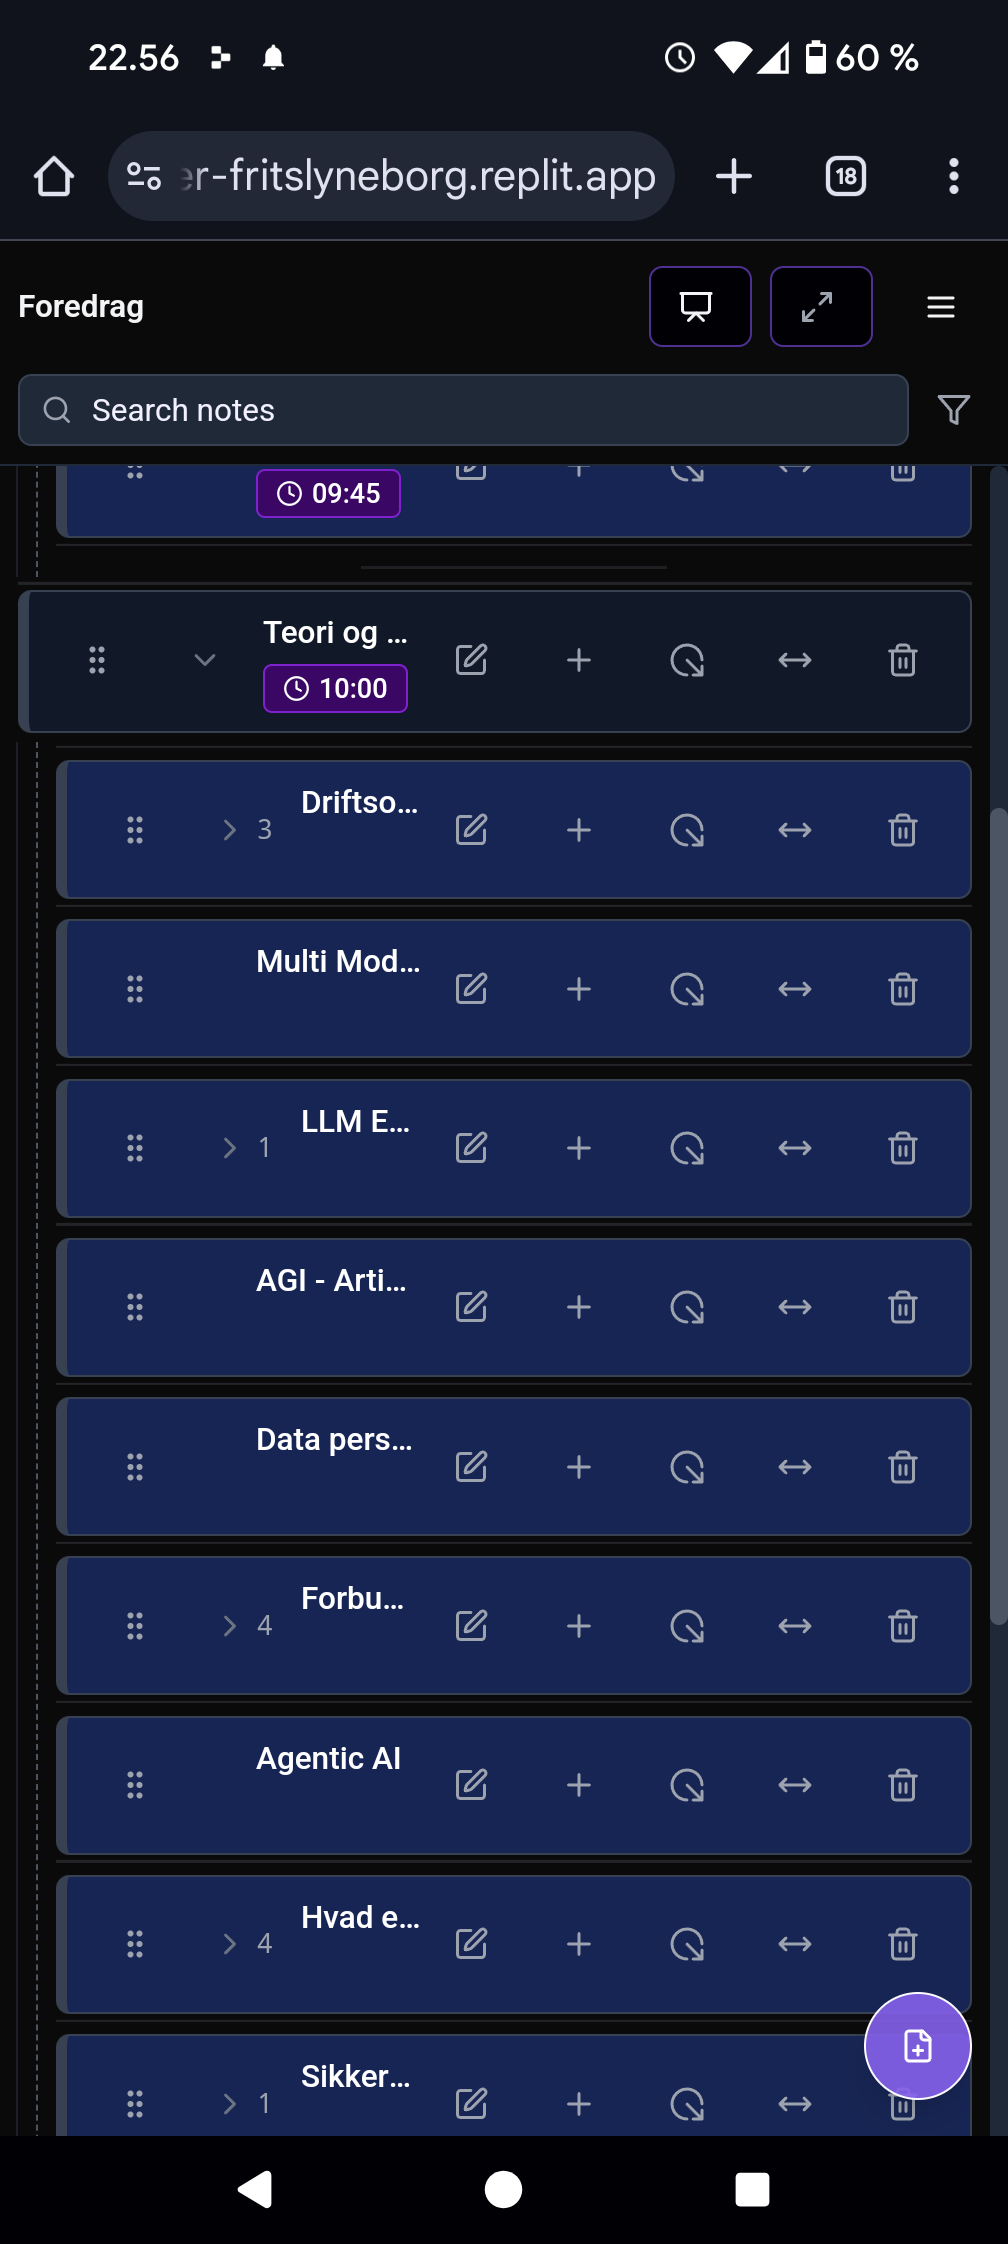 22.56
60 %
er-fritslyneborg.replit.app
18
Foredrag
Search notes
09:45
Teori og ...
10:00
3
Driftso...
Multi Mod...
1
LLM E...
AGI - Arti...
Data pers...
4
Forbu...
Agentic AI
4
Hvad e...
1
Sikker...